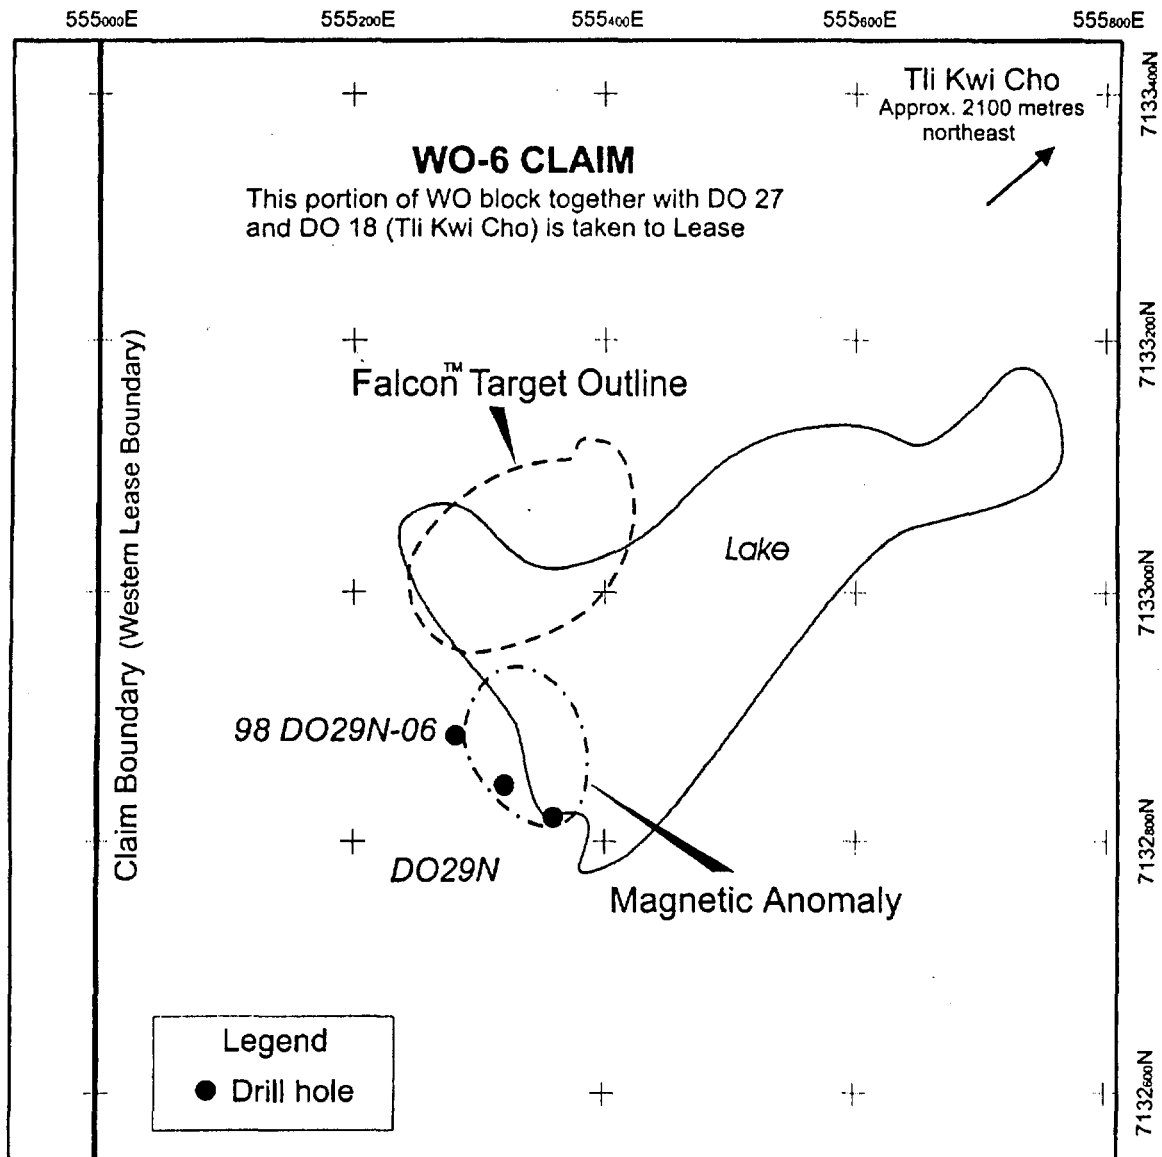 555000E
555200E
555400E
555600E
555800E
Tli Kwi Cho
Approx. 2100 metres
northeast
7133400N
WO-6 CLAIM
This portion of WO block together with DO 27
and DO 18 (Tli Kwi Cho) is taken to Lease
7133200N
Falcon™ Target Outline
Claim Boundary (Western Lease Boundary)
Lake
7133000N
98 DO29N-06
7132800N
DO29N
Magnetic Anomaly
Legend
Drill hole
7132600N